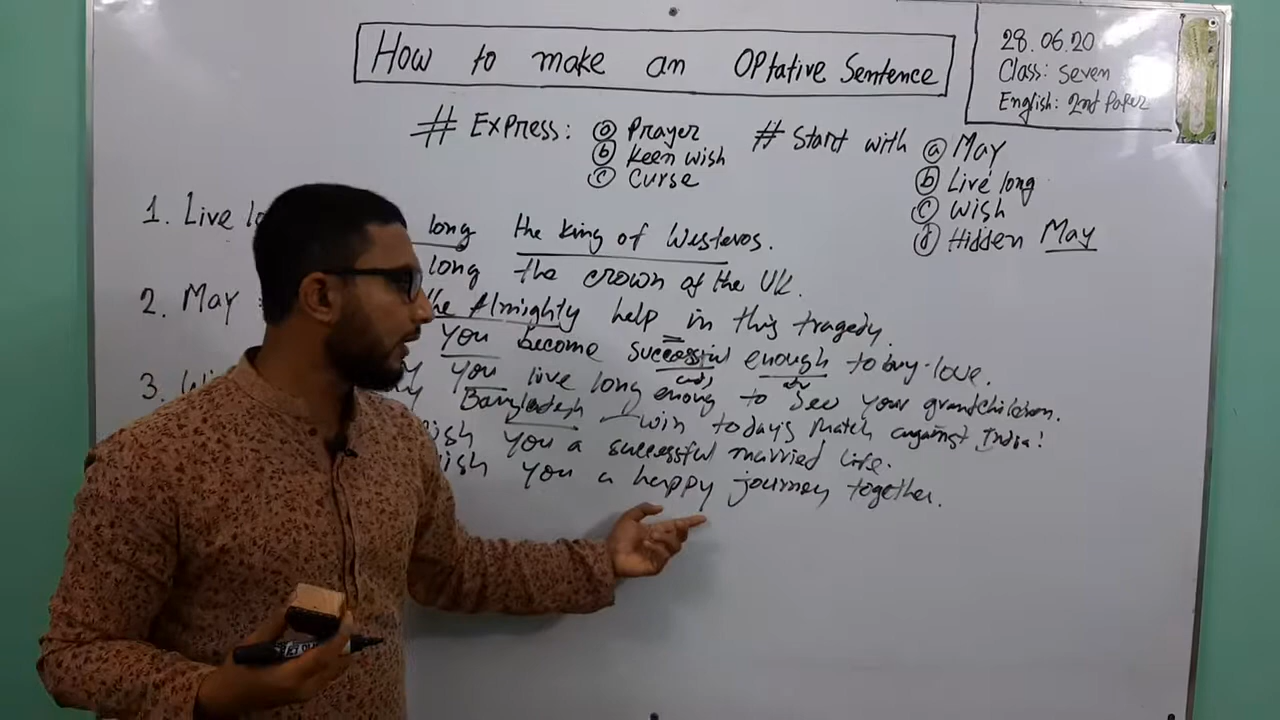 How to make an Optative Sentence
28.06.20
Class: Seven
English: 2nd Paper
# Express: ⓐ Prayer
ⓑ Keen wish
ⓒ Curse
# Start with ⓐ May
ⓑ Live long
ⓒ Wish
ⓓ Hidden May
1. Live long the King of Westeros.
long the crown of the UK.
2. May the Almighty help in this tragedy.
You become successful enough to buy love.
you live long enoug to see your grandchildren.
Bangladesh win today's match against India!
3. wish you a successful married life.
wish you a happy journey together.